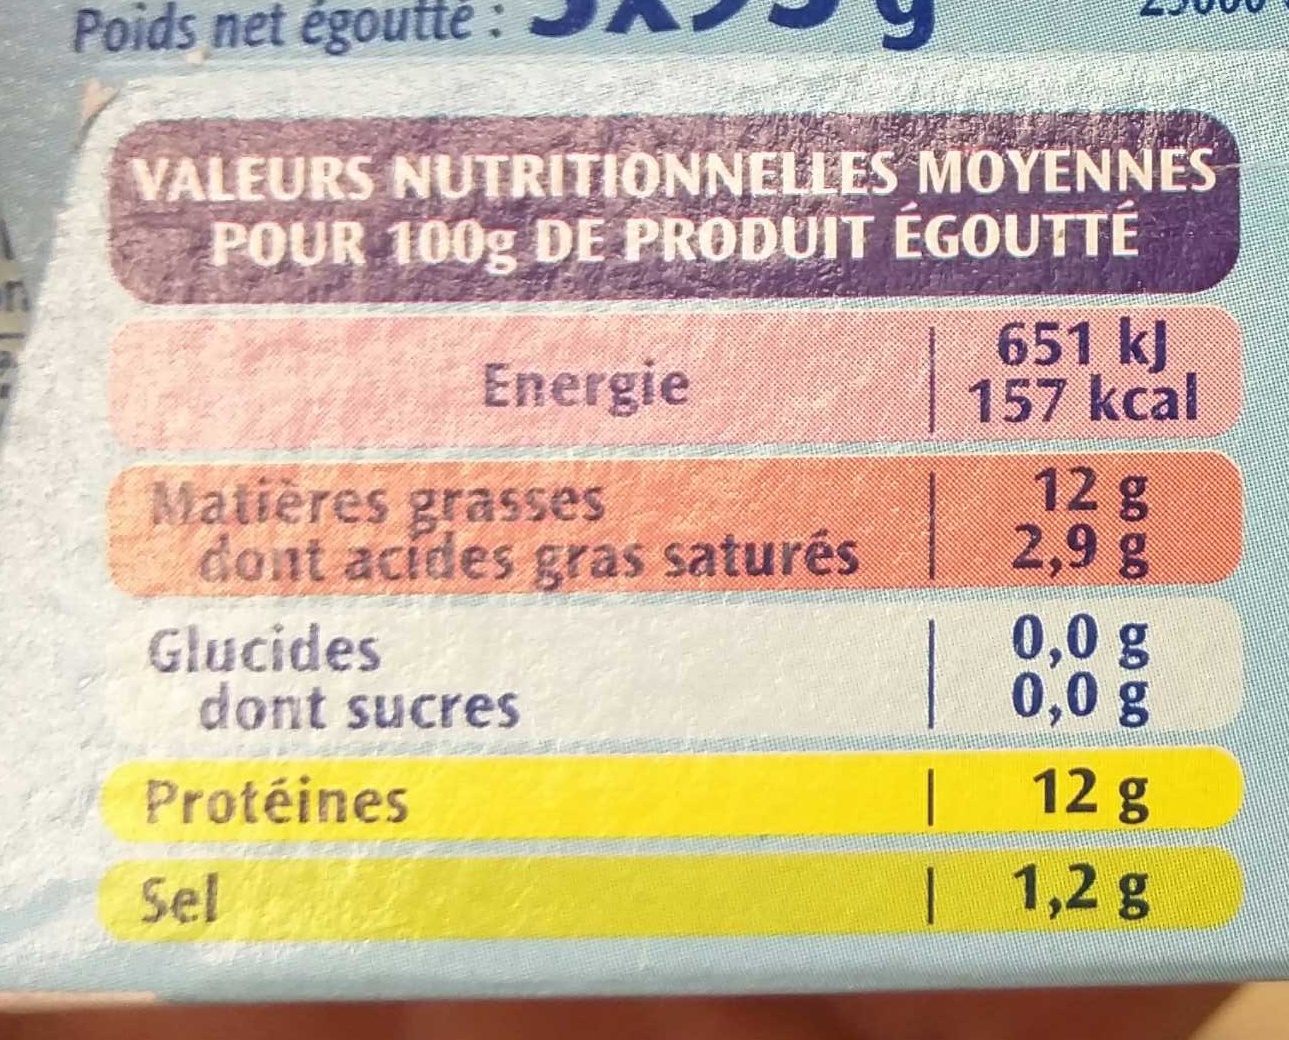 Poids net égoutté :
VALEURS NUTRITIONNELLES MOYENNES
POUR 100g DE PRODUIT ÉGOUTTÉ
Energie
651 kJ
157 kcal
Matières grasses 12 g
dont acides gras saturés 2,9 g
Glucides 0,0 g
dont sucres 0,0 g
Protéines 12 g
Sel 1,2 g